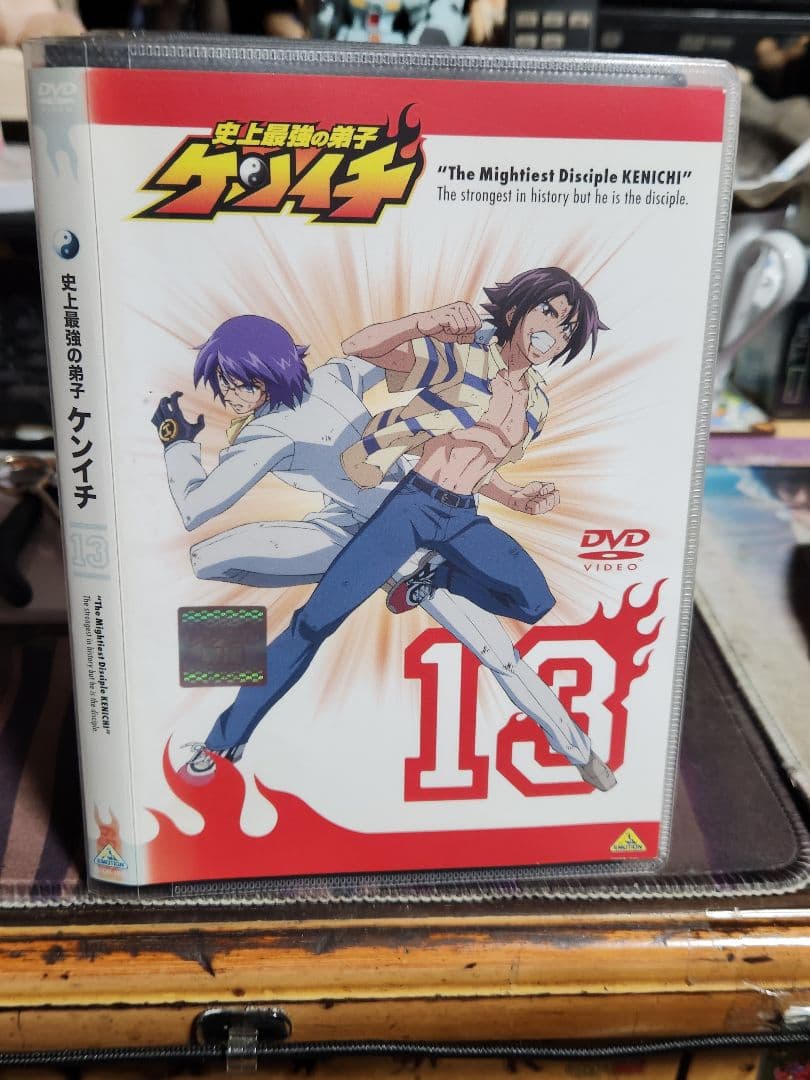 DVD
史上最強の弟子 ケンイチ
13
"The Mightiest Disciple KENICHI"
The strongest in history but he is the disciple.
EMOTION
史上最強の弟子
ケンイチ
"The Mightiest Disciple KENICHI"
The strongest in history but he is the disciple.
DVD
VIDEO
13
EMOTION